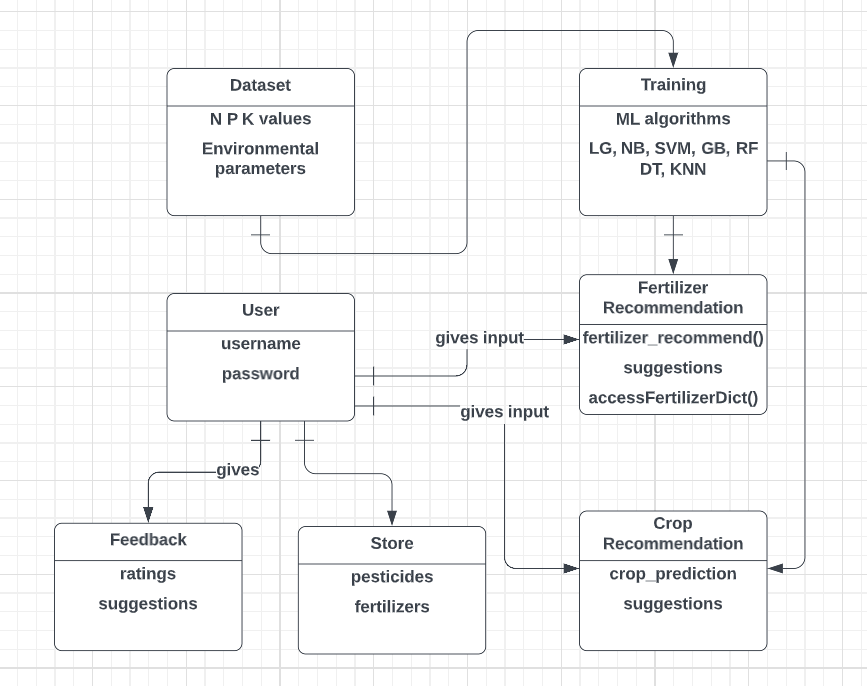 Dataset
N P K values
Environmental
parameters
Training
ML algorithms
LG, NB, SVM, GB, RF
DT, KNN
User
username
password
gives input
gives input
Fertilizer
Recommendation
fertilizer_recommend()
suggestions
accessFertilizerDict()
gives
Feedback
ratings
suggestions
Store
pesticides
fertilizers
Crop
Recommendation
crop_prediction
suggestions